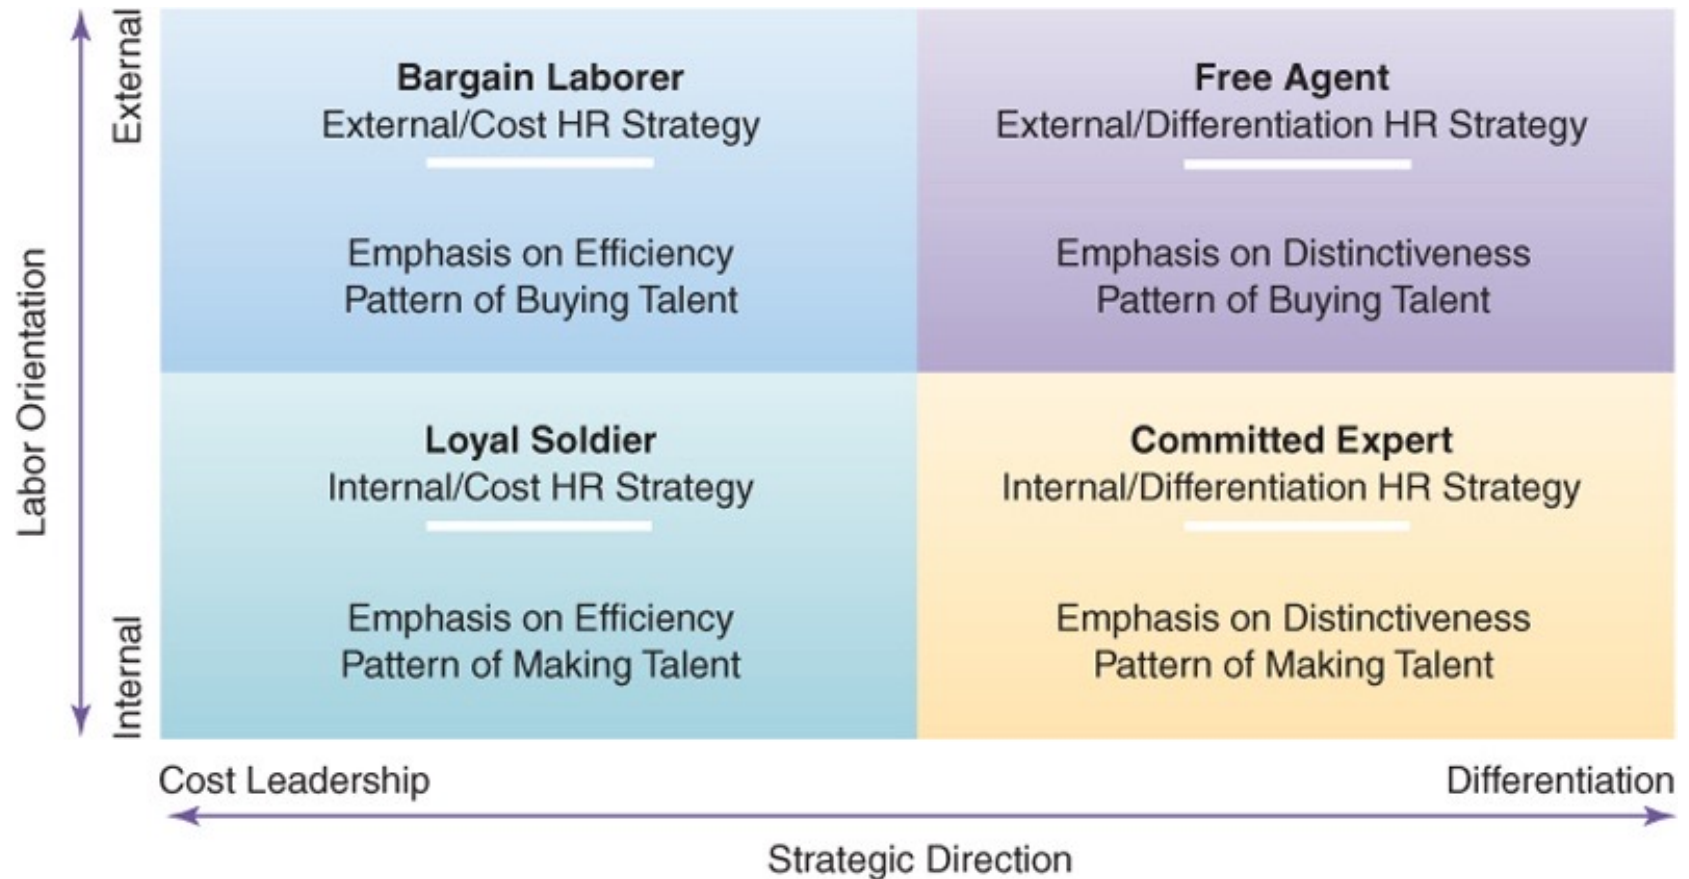 Labor Orientation
External
Internal
Bargain Laborer
External/Cost HR Strategy
Emphasis on Efficiency
Pattern of Buying Talent
Free Agent
External/Differentiation HR Strategy
Emphasis on Distinctiveness
Pattern of Buying Talent
Loyal Soldier
Internal/Cost HR Strategy
Emphasis on Efficiency
Pattern of Making Talent
Committed Expert
Internal/Differentiation HR Strategy
Emphasis on Distinctiveness
Pattern of Making Talent
Cost Leadership
Differentiation
Strategic Direction